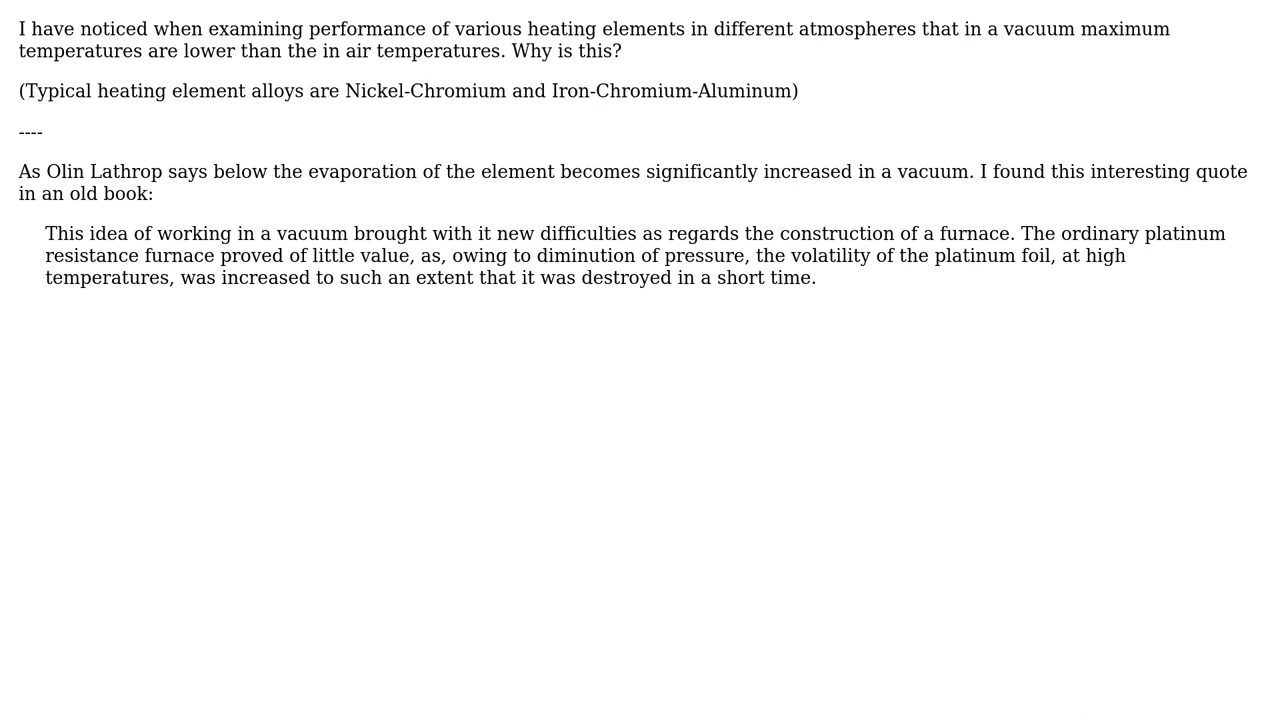 I have noticed when examining performance of various heating elements in different atmospheres that in a vacuum maximum
temperatures are lower than the in air temperatures. Why is this?
(Typical heating element alloys are Nickel-Chromium and Iron-Chromium-Aluminum)
----
As Olin Lathrop says below the evaporation of the element becomes significantly increased in a vacuum. I found this interesting quote
in an old book:
This idea of working in a vacuum brought with it new difficulties as regards the construction of a furnace. The ordinary platinum
resistance furnace proved of little value, as, owing to diminution of pressure, the volatility of the platinum foil, at high
temperatures, was increased to such an extent that it was destroyed in a short time.